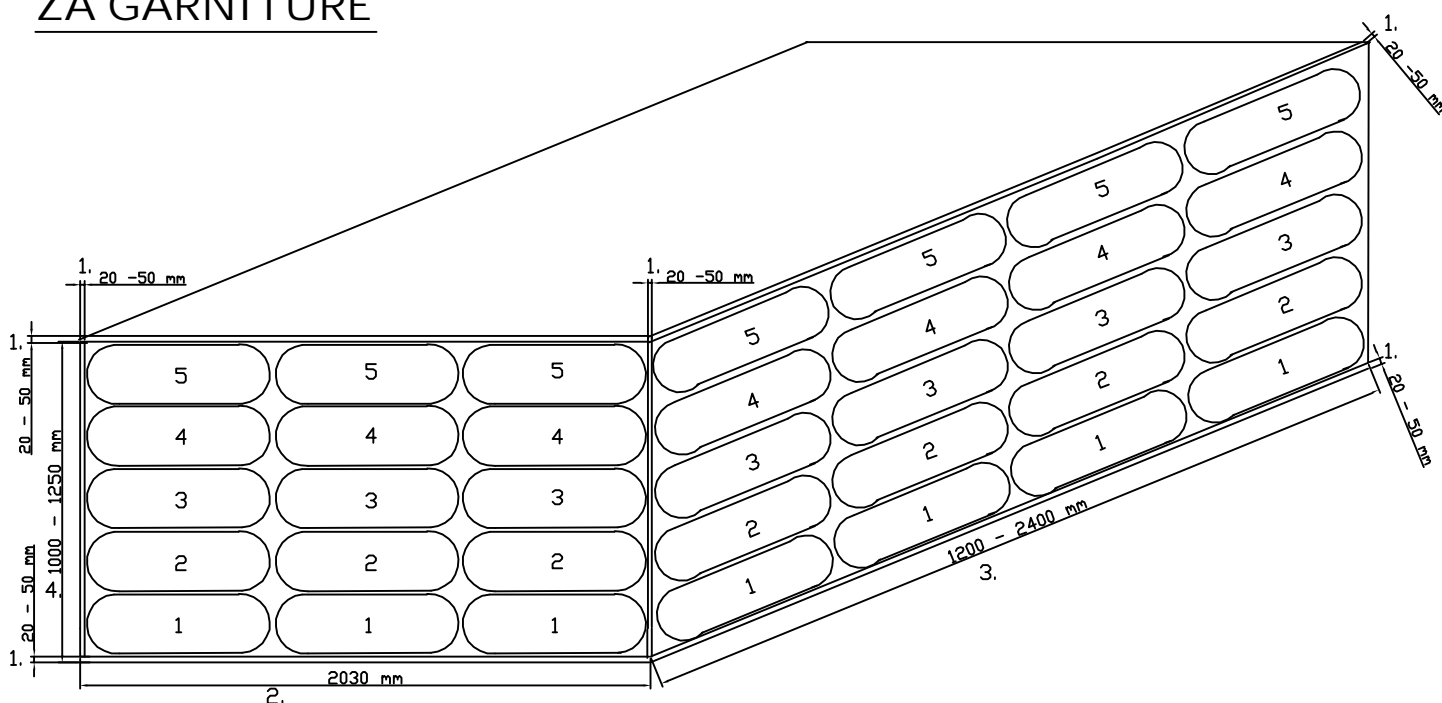 ZA GARNITURE
1.
20 -50 mm
1.
20 -50 mm
1.
20 -50 mm
1.
20 - 50 mm
5 5 5 5 5 5 5
4 4 4 4 4 4 4
3 3 3 3 3 3 3
2 2 2 2 2 2 2
1 1 1 1 1 1 1
1000 - 1250 mm
4.
1.
20 - 50 mm
1.
20 - 50 mm
2030 mm
2.
1200 - 2400 mm
3.